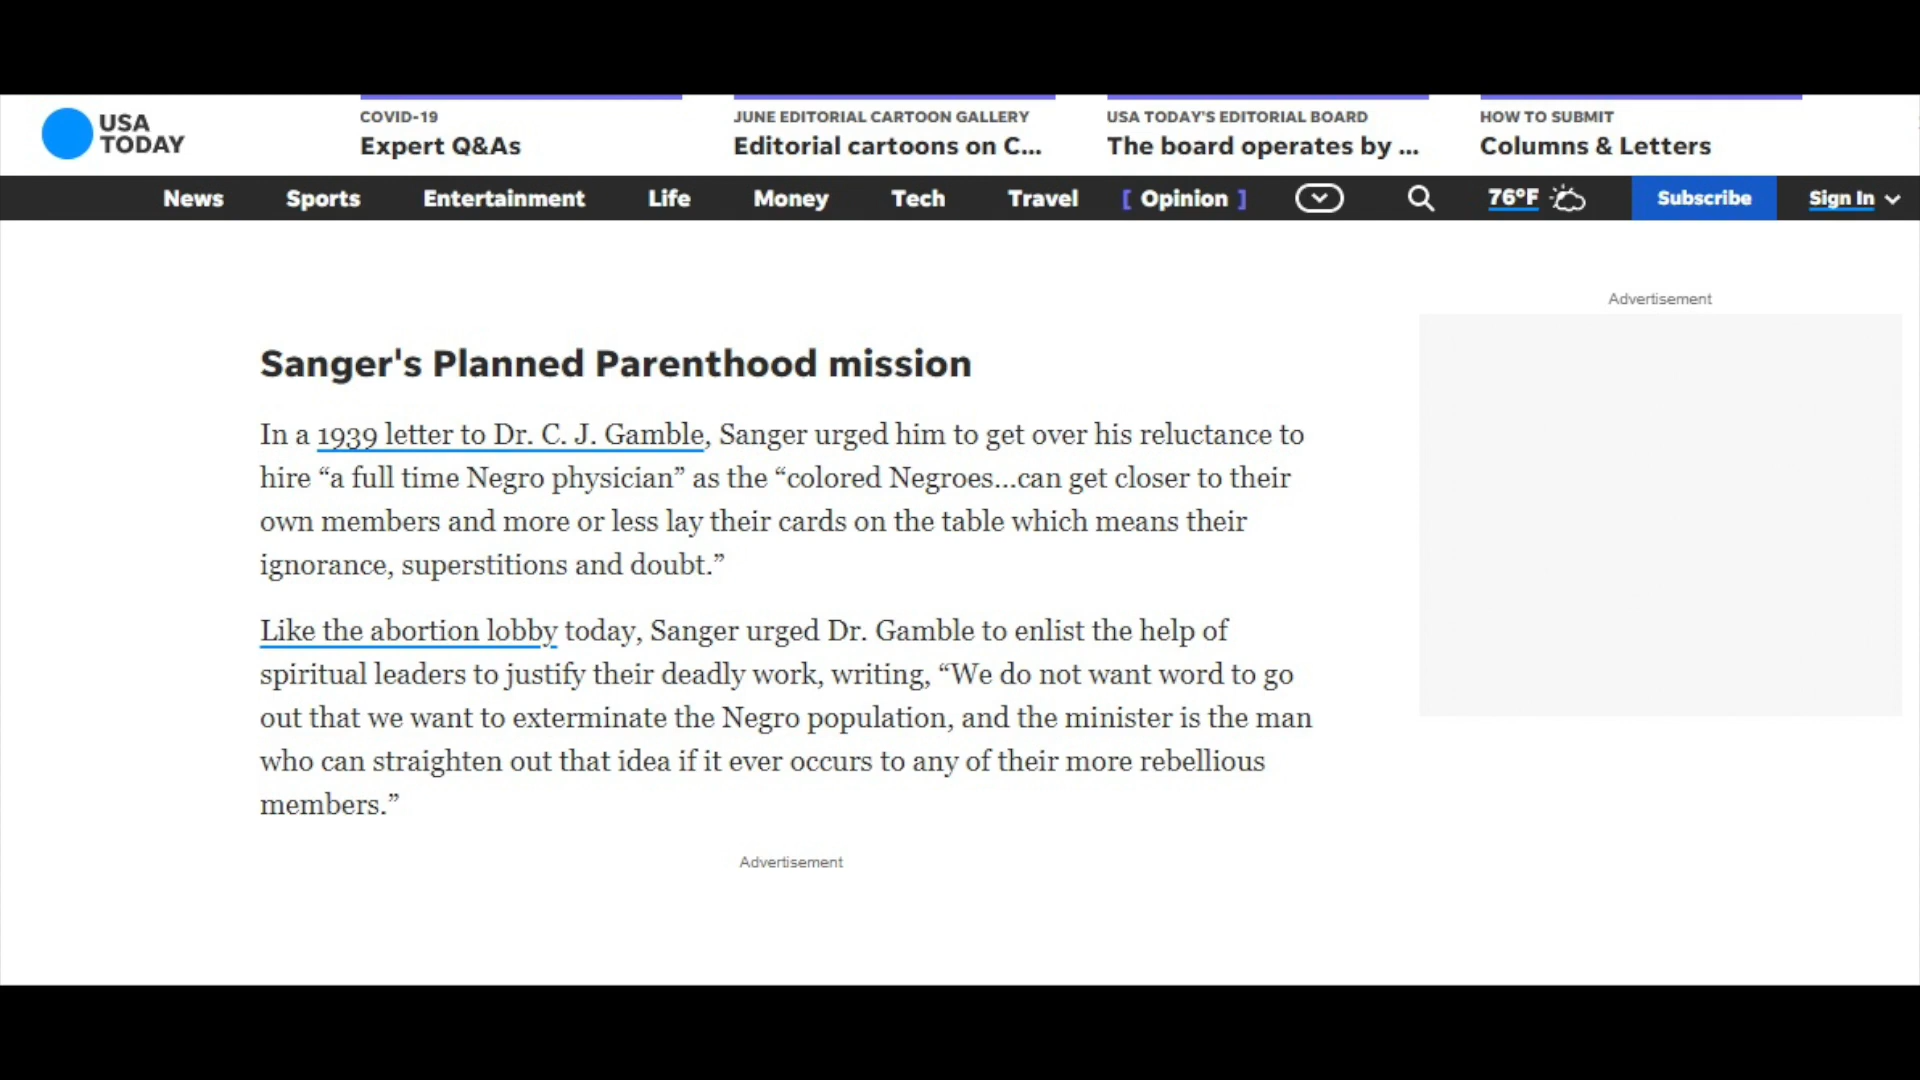 USA
TODAY
COVID-19
Expert Q&As
JUNE EDITORIAL CARTOON GALLERY
Editorial cartoons on C...
USA TODAY'S EDITORIAL BOARD
The board operates by ...
HOW TO SUBMIT
Columns & Letters
News Sports Entertainment Life Money Tech Travel [ Opinion ] 76°F Subscribe Sign In
Advertisement
Sanger's Planned Parenthood mission
In a 1939 letter to Dr. C. J. Gamble, Sanger urged him to get over his reluctance to
hire “a full time Negro physician” as the “colored Negroes...can get closer to their
own members and more or less lay their cards on the table which means their
ignorance, superstitions and doubt.”
Like the abortion lobby today, Sanger urged Dr. Gamble to enlist the help of
spiritual leaders to justify their deadly work, writing, “We do not want word to go
out that we want to exterminate the Negro population, and the minister is the man
who can straighten out that idea if it ever occurs to any of their more rebellious
members.”
Advertisement